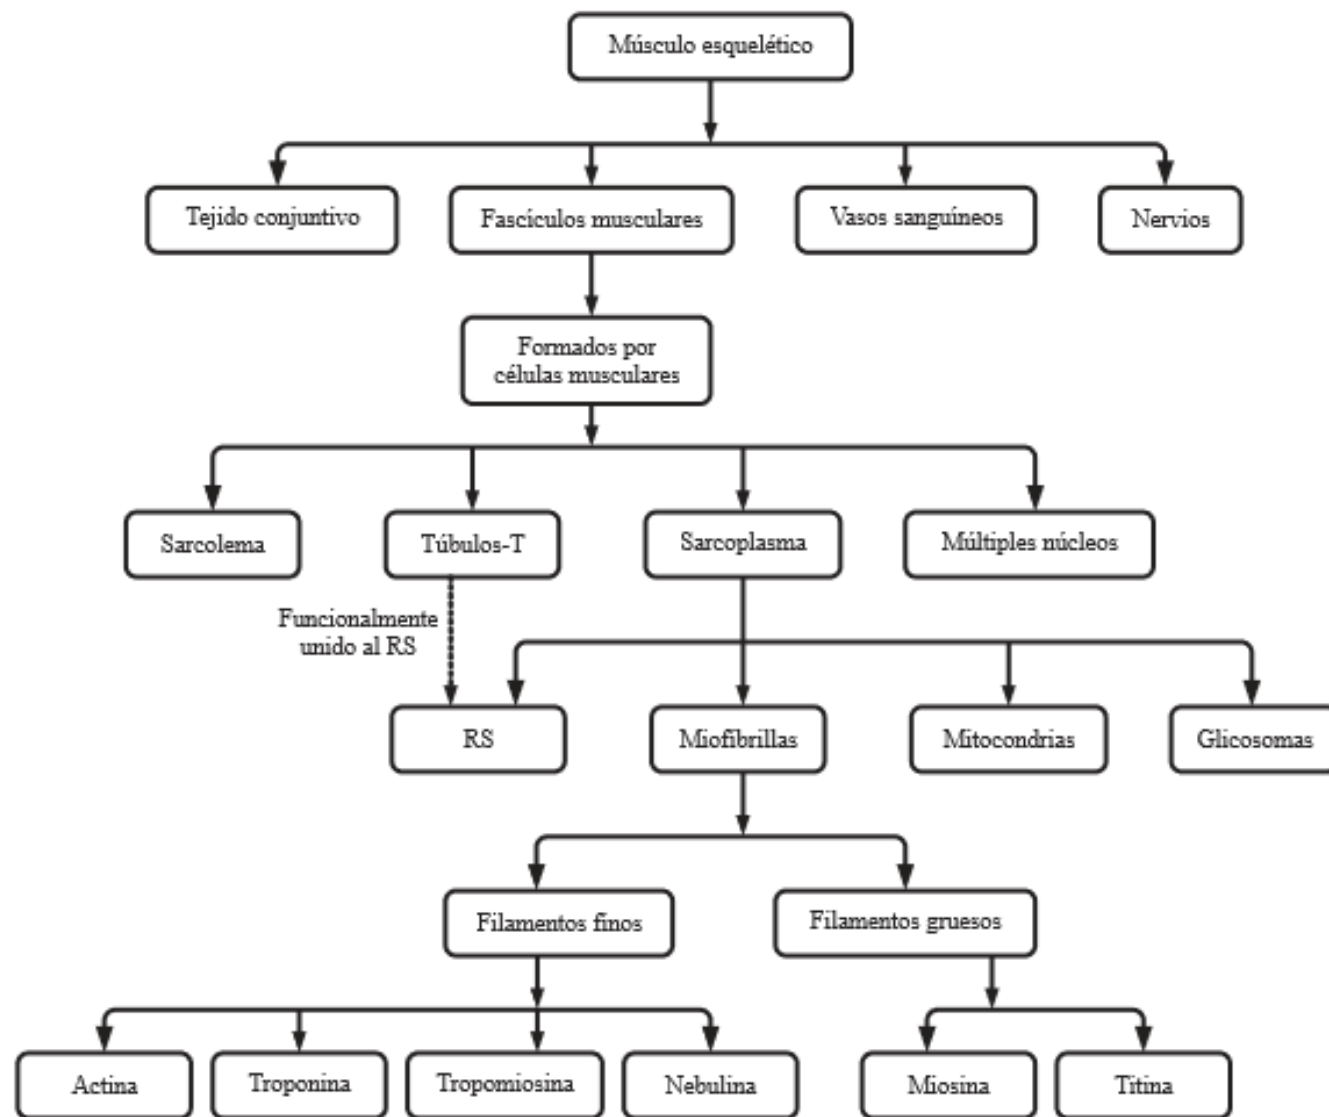 Músculo esquelético
Tejido conjuntivo
Fascículos musculares
Vasos sanguíneos
Nervios
Formados por
células musculares
Sarcolema
Túbulos-T
Sarcoplasma
Múltiples núcleos
Funcionalmente
unido al RS
RS
Miofibrillas
Mitocondrias
Glicosomas
Filamentos finos
Filamentos gruesos
Actina
Troponina
Tropomiosina
Nebulina
Miosina
Titina